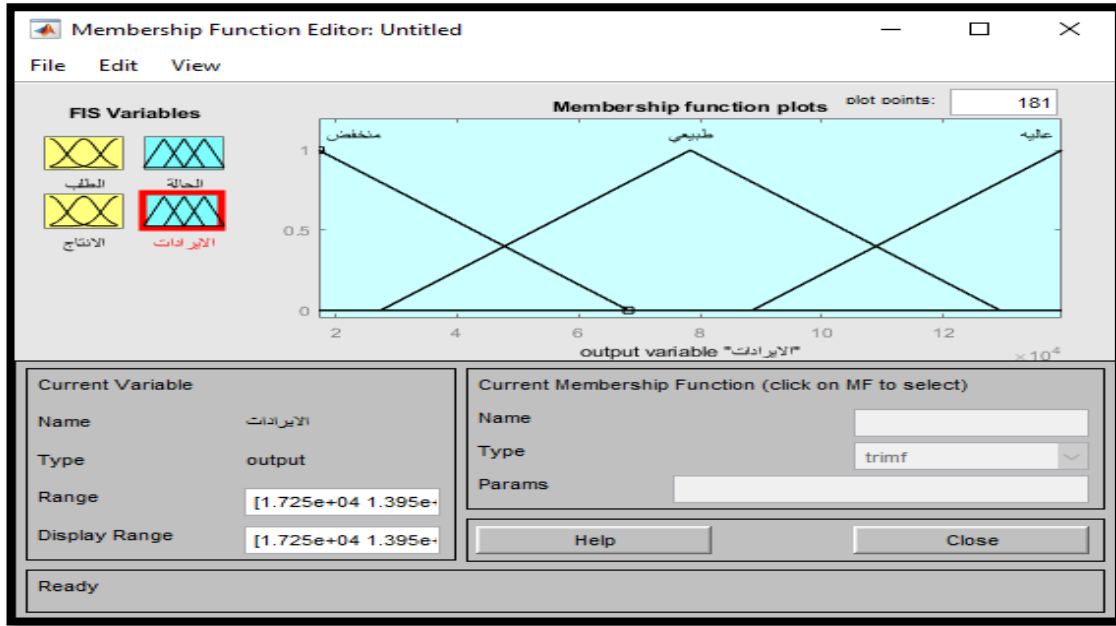 Membership Function Editor: Untitled
File Edit View
FIS Variables
الطلب الحالة
الانتاج الايرادات
Membership function plots plot points: 181
منخفض طبيعي عاليه
1
0.5
0
2 4 6 8 10 12
×10⁴
output variable "الايرادات"
Current Variable
Name الايرادات
Type output
Range [1.725e+04 1.395e+
Display Range [1.725e+04 1.395e+
Current Membership Function (click on MF to select)
Name
Type trimf
Params
Help Close
Ready